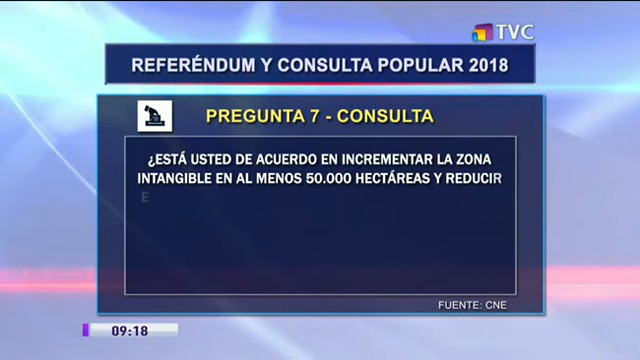 TVC
REFERÉNDUM Y CONSULTA POPULAR 2018
PREGUNTA 7 - CONSULTA
¿ESTÁ USTED DE ACUERDO EN INCREMENTAR LA ZONA
INTANGIBLE EN AL MENOS 50.000 HECTÁREAS Y REDUCIR
E
FUENTE: CNE
09:18